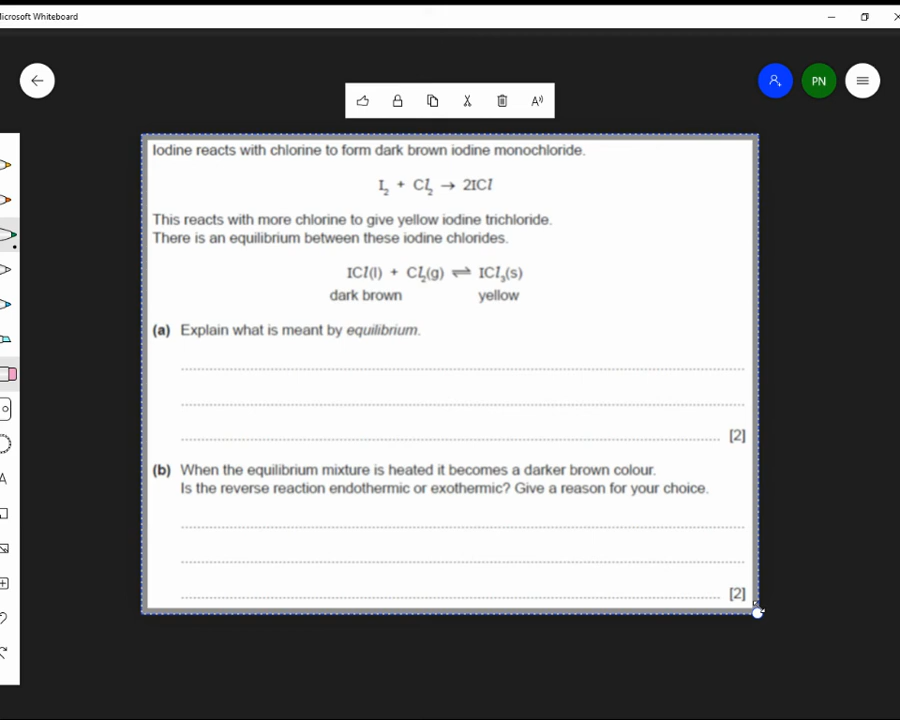 Microsoft Whiteboard
PN
Iodine reacts with chlorine to form dark brown iodine monochloride.
I₂ + Cl₂ → 2ICl
This reacts with more chlorine to give yellow iodine trichloride.
There is an equilibrium between these iodine chlorides.
ICl(l) + Cl₂(g) ⇌ ICl₃(s)
dark brown yellow
(a) Explain what is meant by equilibrium.
[2]
(b) When the equilibrium mixture is heated it becomes a darker brown colour.
Is the reverse reaction endothermic or exothermic? Give a reason for your choice.
[2]